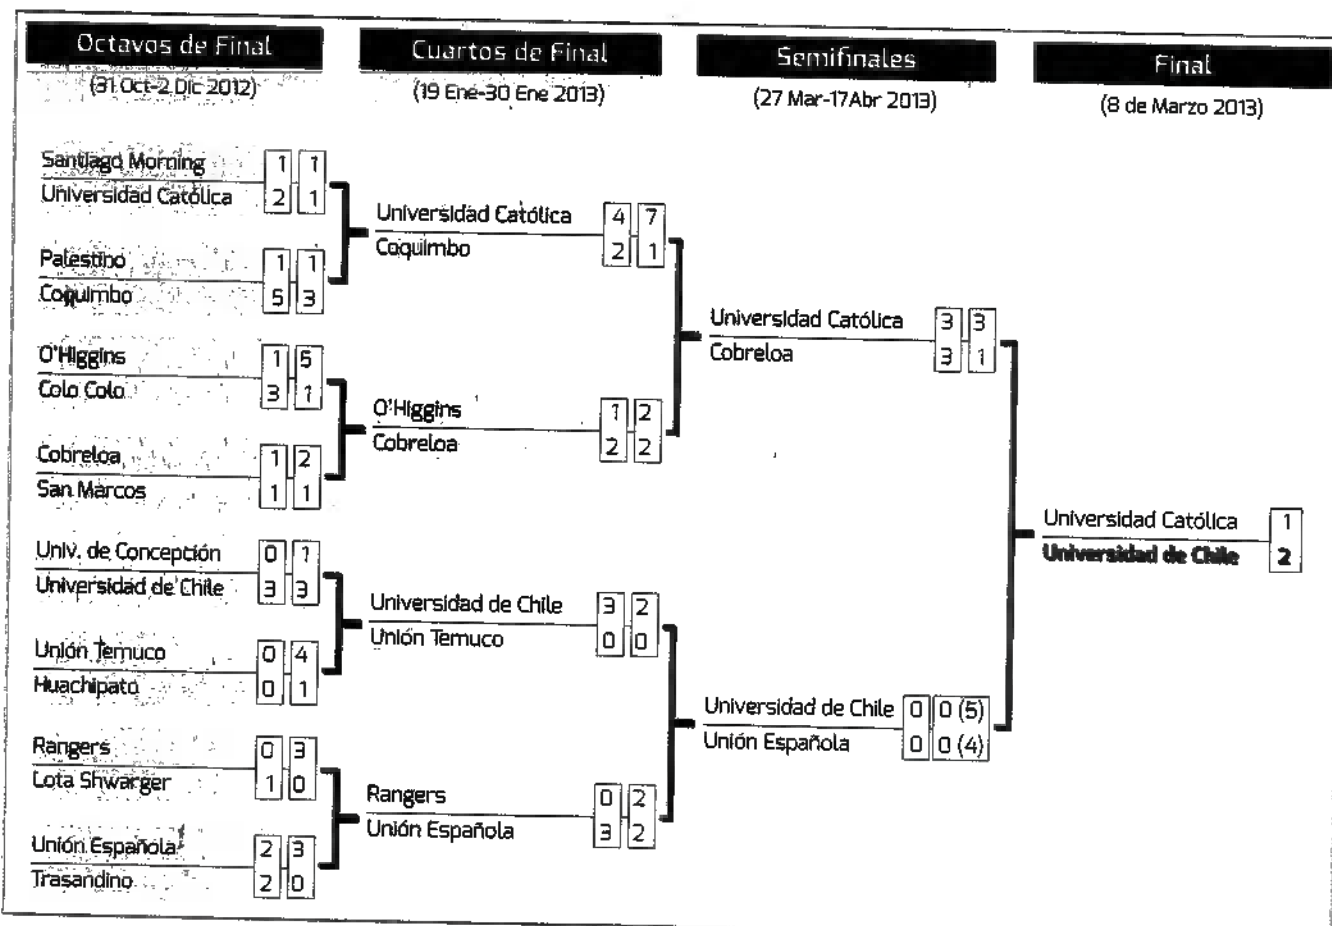 Octavos de Final
(31 Oct-2 Dic 2012)
Santiago Morning 1 1
Universidad Católica 2 1
Palestino 1 1
Coquimbo 5 3
O'Higgins 1 5
Colo Colo 3 1
Cobreloa 1 2
San Marcos 1 1
Univ. de Concepción 0 1
Universidad de Chile 3 3
Unión Temuco 0 4
Huachipato 0 1
Rangers 0 3
Lota Shwarger 1 0
Unión Española 2 3
Trasandino 2 0
Cuartos de Final
(19 Ene-30 Ene 2013)
Universidad Católica 4 7
Coquimbo 2 1
O'Higgins 1 2
Cobreloa 2 2
Universidad de Chile 3 2
Unión Temuco 0 0
Rangers 0 2
Unión Española 3 2
Semifinales
(27 Mar-17Abr 2013)
Universidad Católica 3 3
Cobreloa 3 1
Universidad de Chile 0 0 (5)
Unión Española 0 0 (4)
Final
(8 de Marzo 2013)
Universidad Católica 1
Universidad de Chile 2